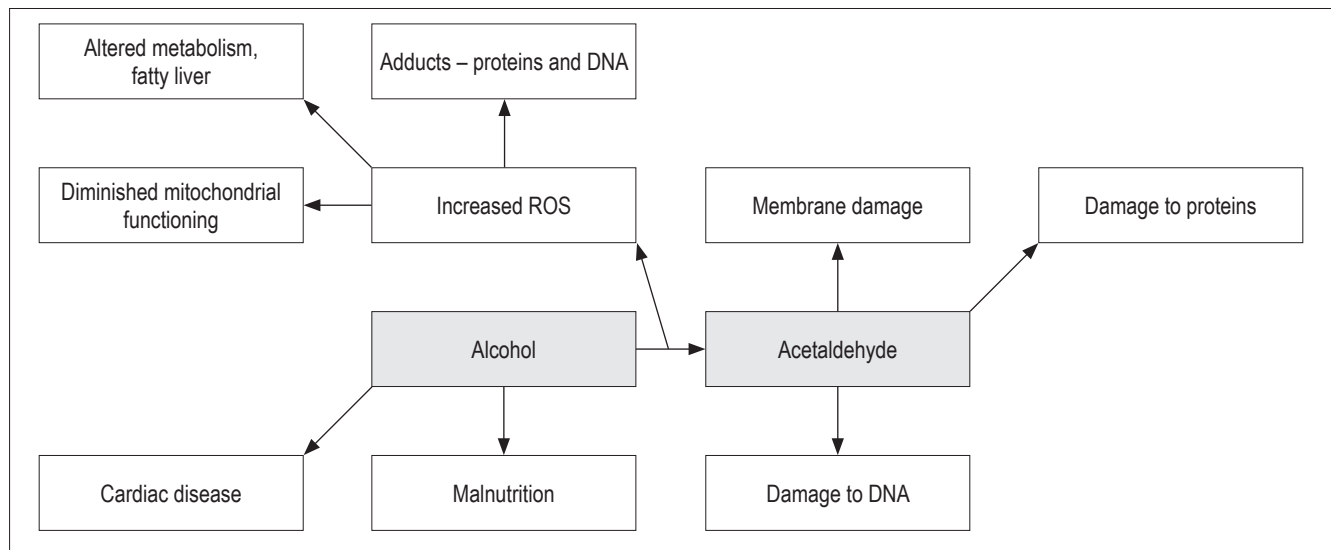 Altered metabolism,
fatty liver
Adducts – proteins and DNA
Diminished mitochondrial
functioning
Increased ROS
Membrane damage
Damage to proteins
Alcohol
Acetaldehyde
Cardiac disease
Malnutrition
Damage to DNA